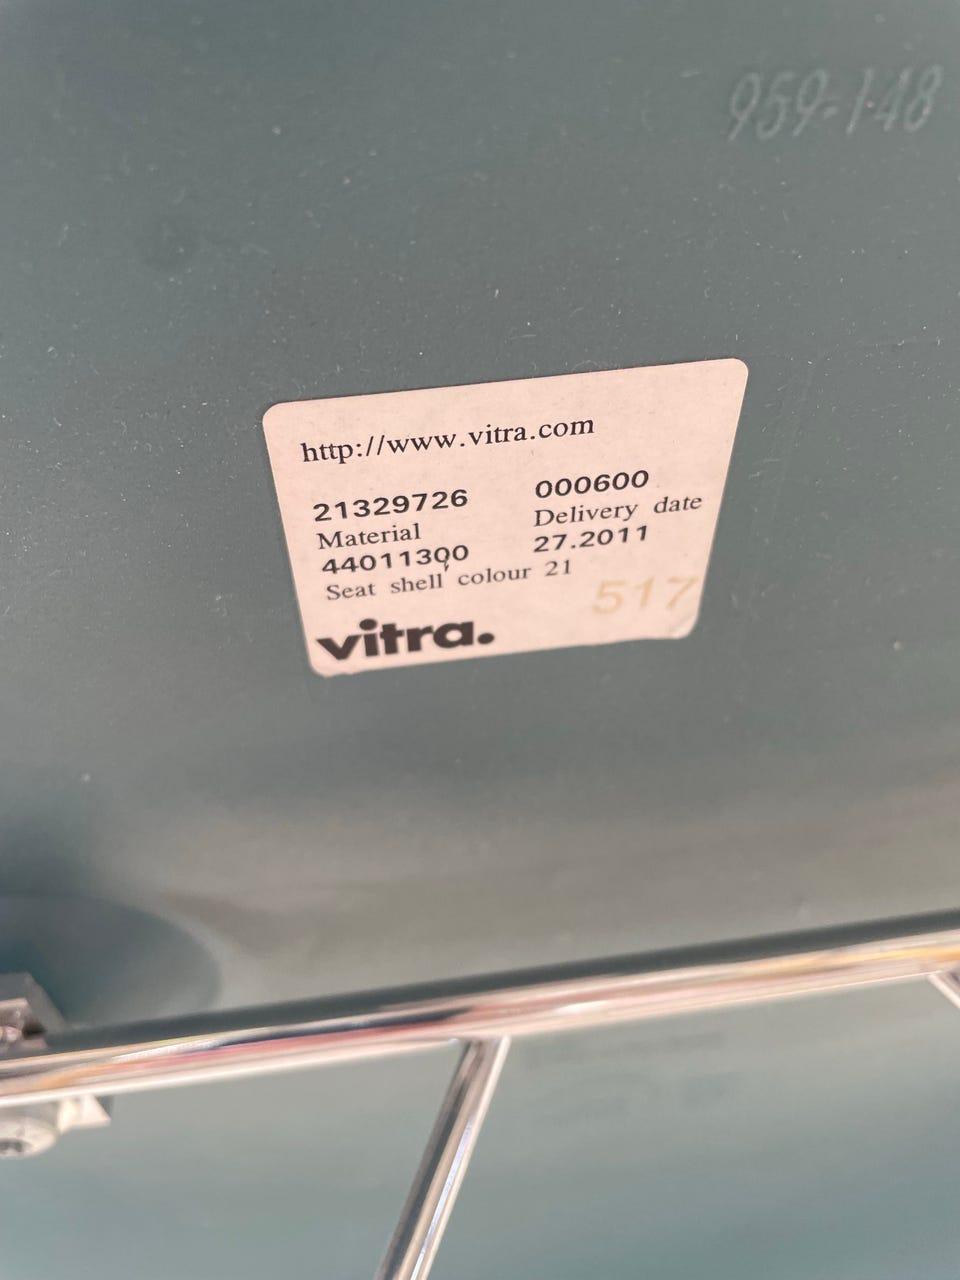 959-148
http://www.vitra.com
21329726 000600
Material Delivery date
44011300 27.2011
Seat shell colour 21
517
vitra.